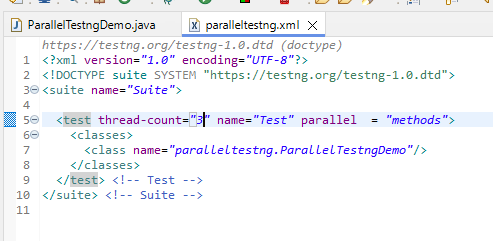 ParallelTestngDemo.java    paralleltestng.xml
https://testng.org/testng-1.0.dtd (doctype)
1 <?xml version="1.0" encoding="UTF-8"?>
2 <!DOCTYPE suite SYSTEM "https://testng.org/testng-1.0.dtd">
3 <suite name="Suite">
4
5   <test thread-count="3" name="Test" parallel  = "methods">
6     <classes>
7       <class name="paralleltestng.ParallelTestngDemo"/>
8     </classes>
9   </test> <!-- Test -->
10 </suite> <!-- Suite -->
11